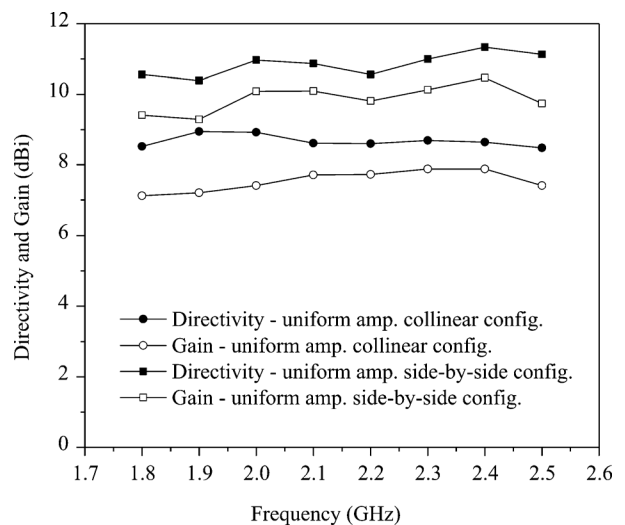 12
10
8
6
4
2
0
Directivity and Gain (dBi)
Directivity - uniform amp. collinear config.
Gain - uniform amp. collinear config.
Directivity - uniform amp. side-by-side config.
Gain - uniform amp. side-by-side config.
1.7 1.8 1.9 2.0 2.1 2.2 2.3 2.4 2.5 2.6
Frequency (GHz)